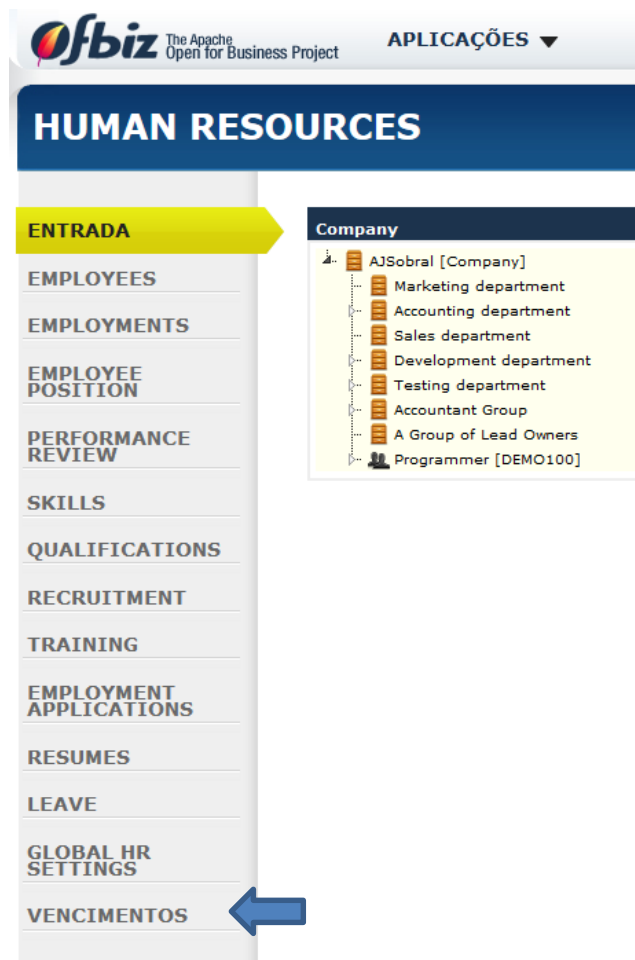 Ofbiz The Apache
Open for Business Project
APLICAÇÕES
HUMAN RESOURCES
ENTRADA
EMPLOYEES
EMPLOYMENTS
EMPLOYEE
POSITION
PERFORMANCE
REVIEW
SKILLS
QUALIFICATIONS
RECRUITMENT
TRAINING
EMPLOYMENT
APPLICATIONS
RESUMES
LEAVE
GLOBAL HR
SETTINGS
VENCIMENTOS
Company
AJSobral [Company]
Marketing department
Accounting department
Sales department
Development department
Testing department
Accountant Group
A Group of Lead Owners
Programmer [DEMO100]